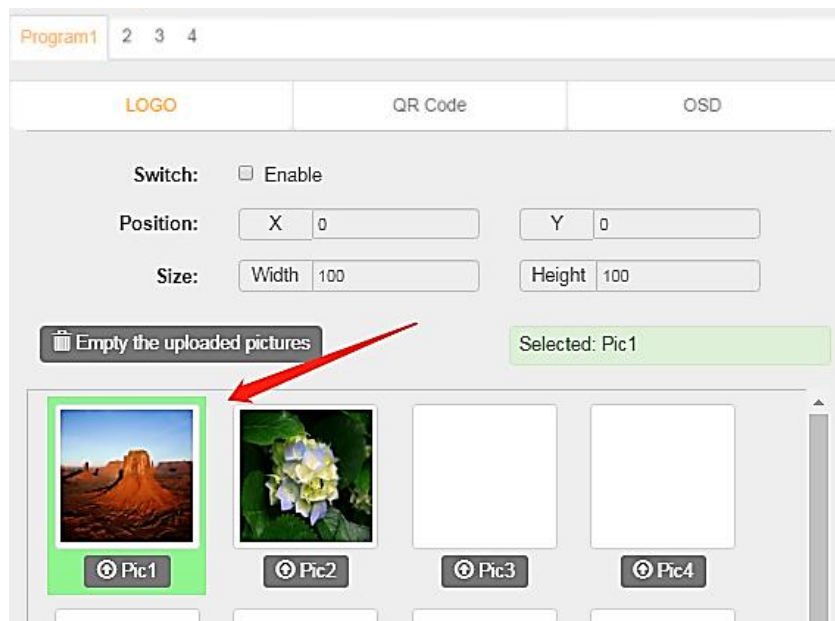 Program1 2 3 4
LOGO QR Code OSD
Switch: Enable
Position: X 0 Y 0
Size: Width 100 Height 100
Empty the uploaded pictures Selected: Pic1
Pic1 Pic2 Pic3 Pic4